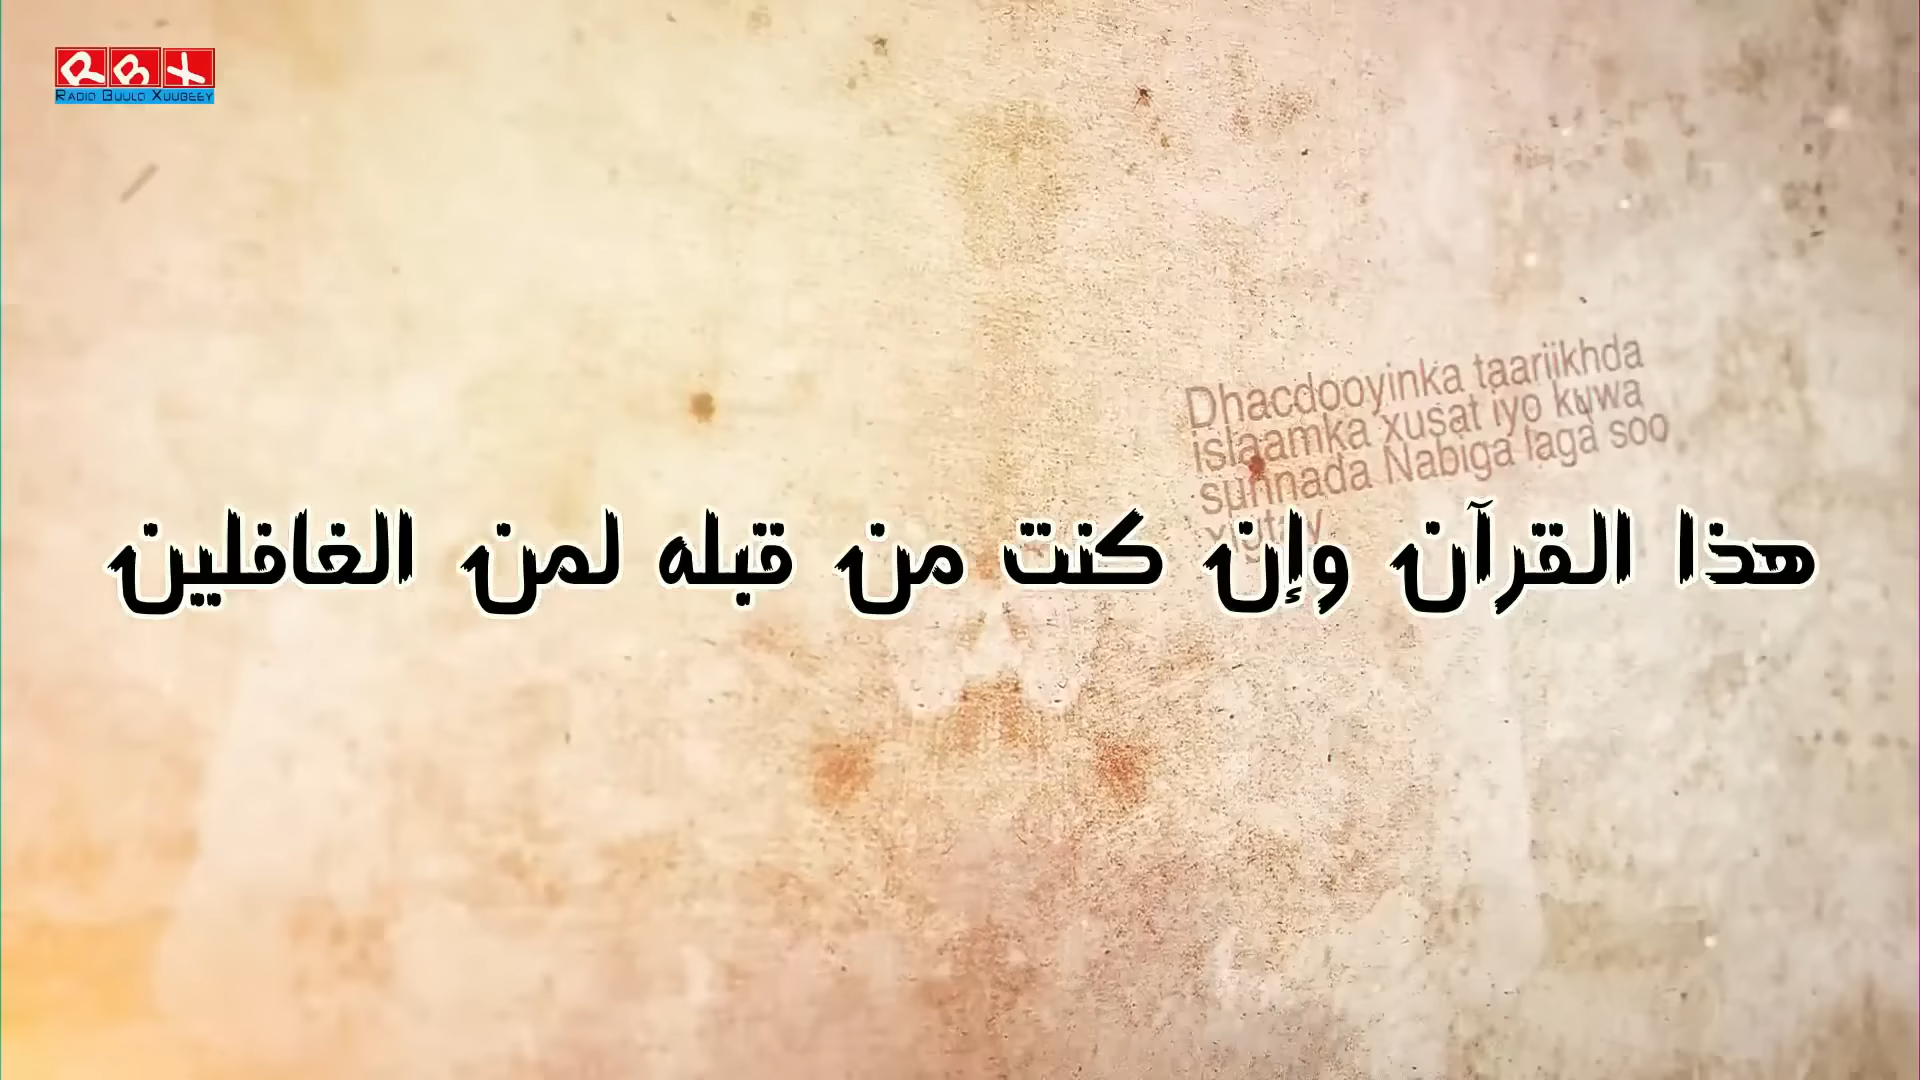 RBX
RADIO BUULO XUUBEEY
Dhacdooyinka taariikhda
islaamka xusat iyo kuwa
sunnada Nabiga laga soo
هذا القرآن وإن كنت من قبله لمن الغافلين